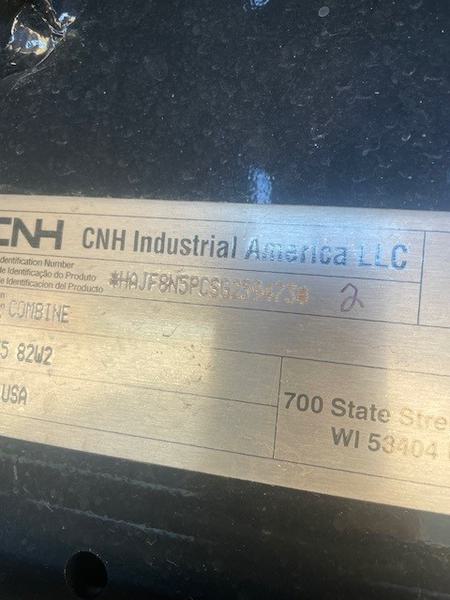 CNH CNH Industrial America LLC
Identification Number
de Identificação do Produto
de Identificacion del Producto
2
COMBINE
5 82W2
USA
700 State Stre
WI 53404